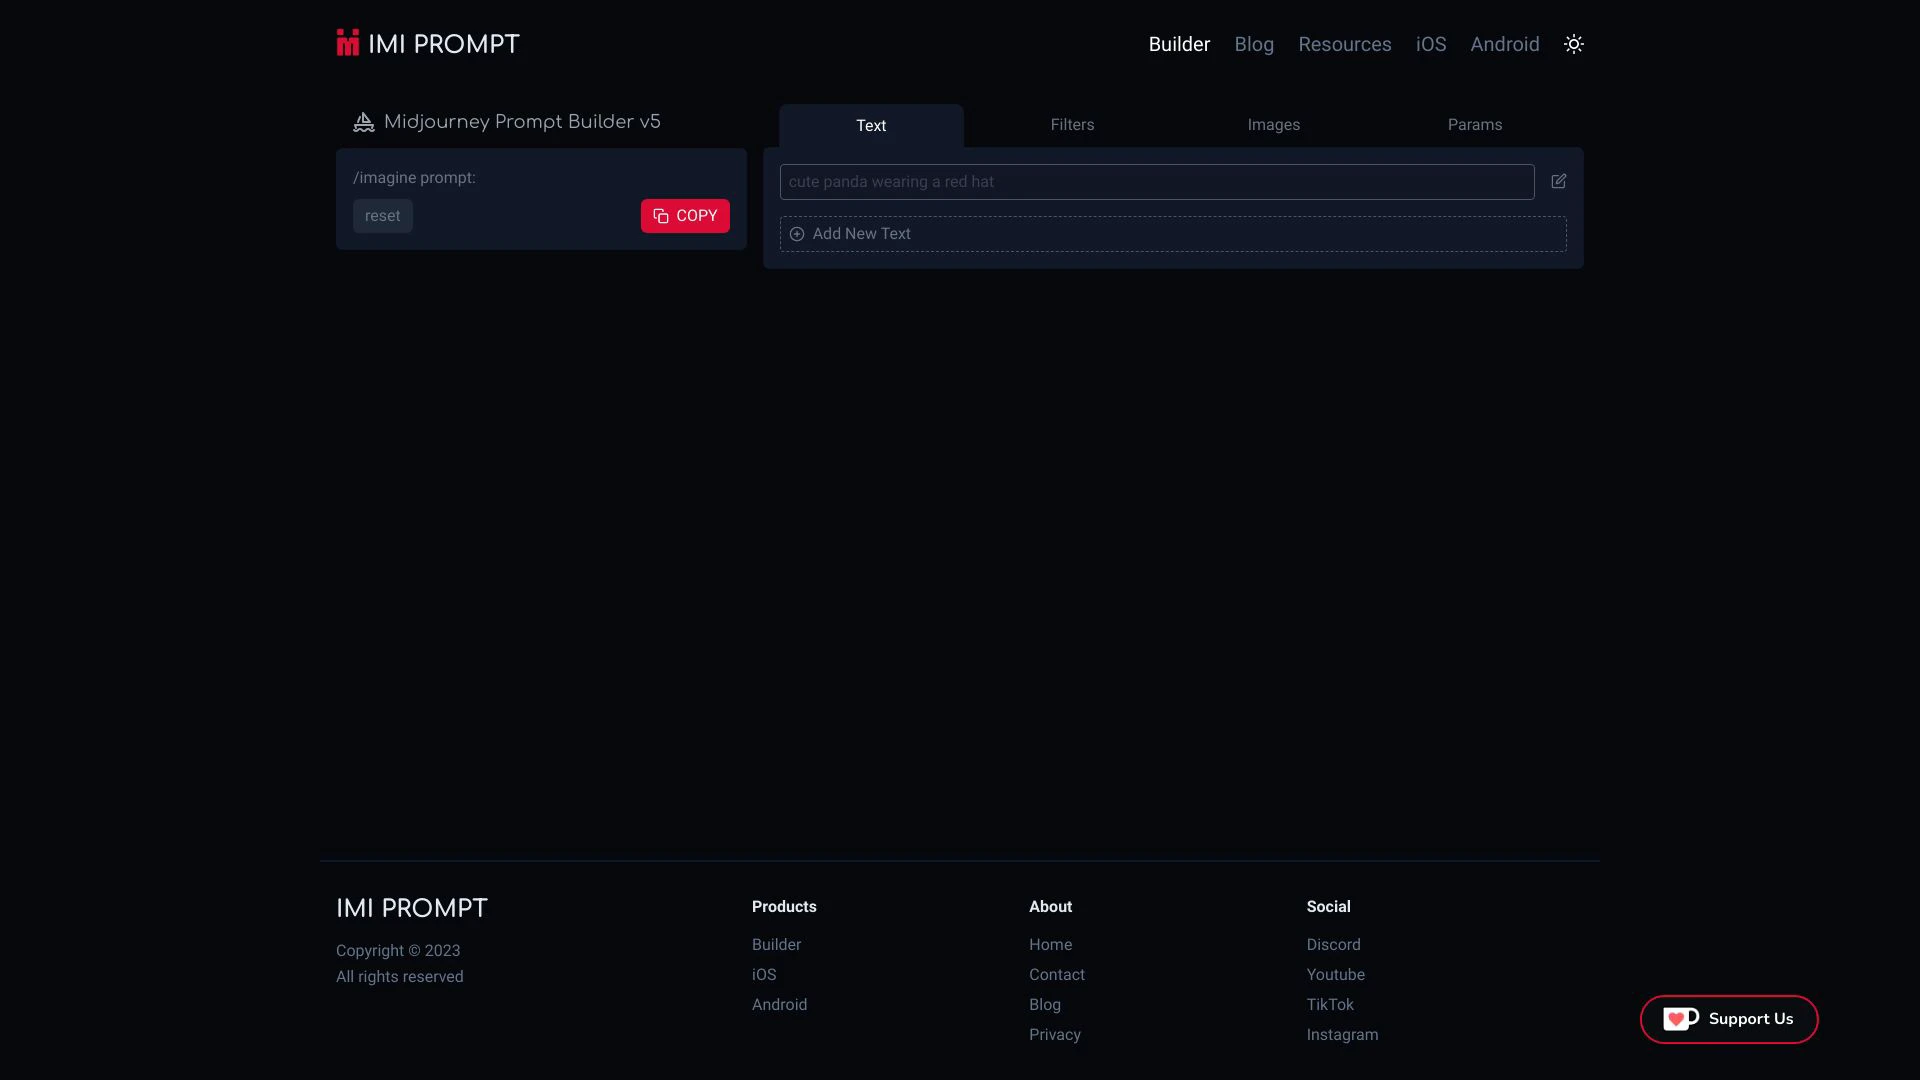 IMI PROMPT
Builder Blog Resources iOS Android
Midjourney Prompt Builder v5
/imagine prompt:
reset
COPY
Text Filters Images Params
cute panda wearing a red hat
Add New Text
IMI PROMPT
Copyright © 2023
All rights reserved
Products
Builder
iOS
Android
About
Home
Contact
Blog
Privacy
Social
Discord
Youtube
TikTok
Instagram
Support Us